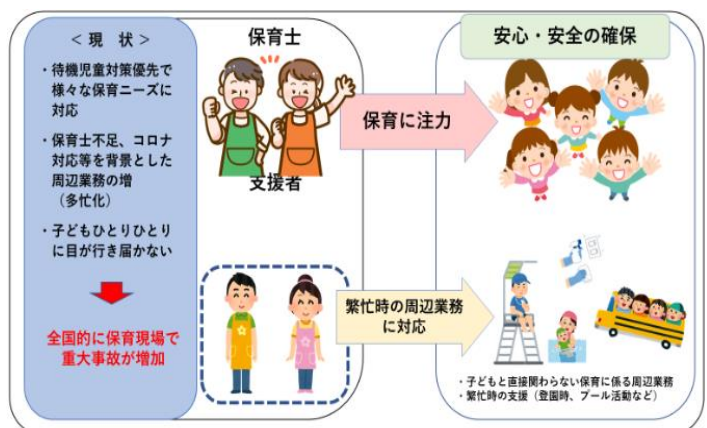 ＜ 現 状 ＞
・待機児童対策優先で
様々な保育ニーズに
対応
・保育士不足、コロナ
対応等を背景とした
周辺業務の増
（多忙化）
・子どもひとりひとり
に目が行き届かない
全国的に保育現場で
重大事故が増加
保育士
支援者
保育に注力
繁忙時の周辺業務
に対応
安心・安全の確保
・子どもと直接関わらない保育に係る周辺業務
・繁忙時の支援（登園時、プール活動など）